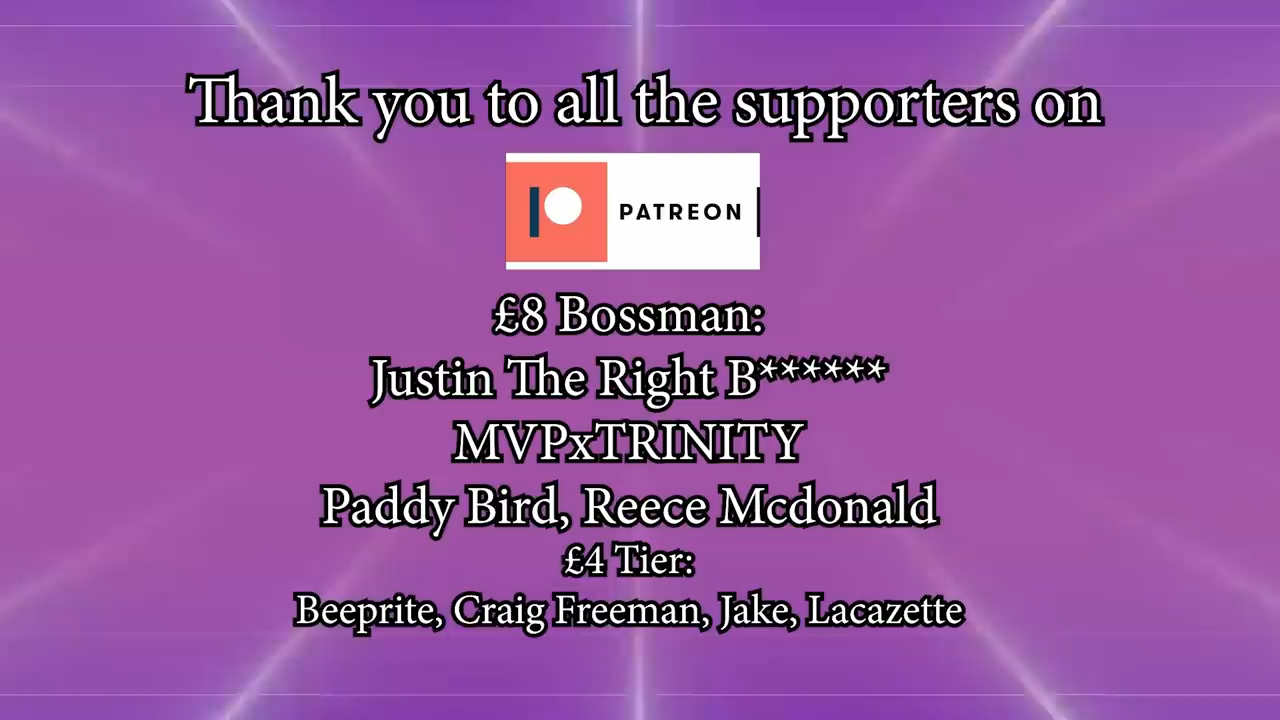 Thank you to all the supporters on
PATREON
£8 Bossman:
Justin The Right B******
MVPxTRINITY
Paddy Bird, Reece Mcdonald
£4 Tier:
Beeprite, Craig Freeman, Jake, Lacazette